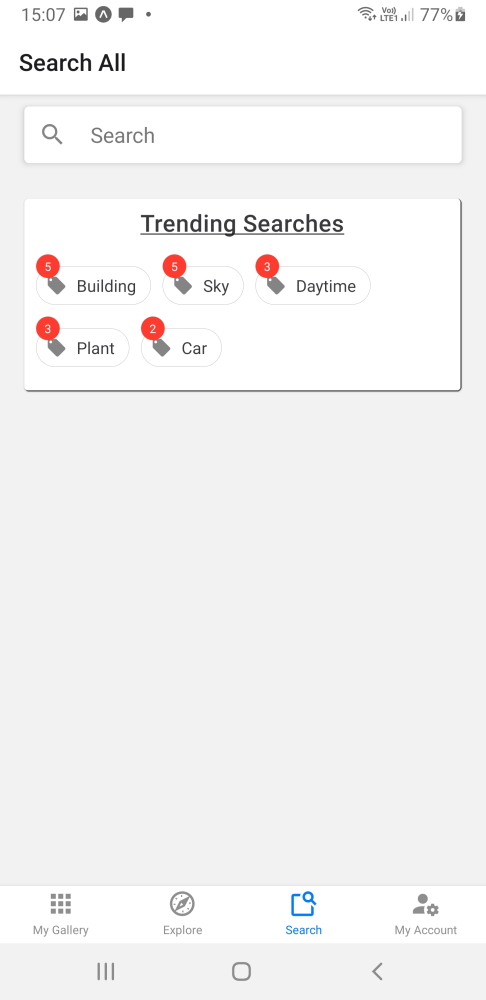 15:07 77%
Vo)) LTE1
Search All
Search
Trending Searches
5 5 3
Building Sky Daytime
3 2
Plant Car
My Gallery Explore Search My Account